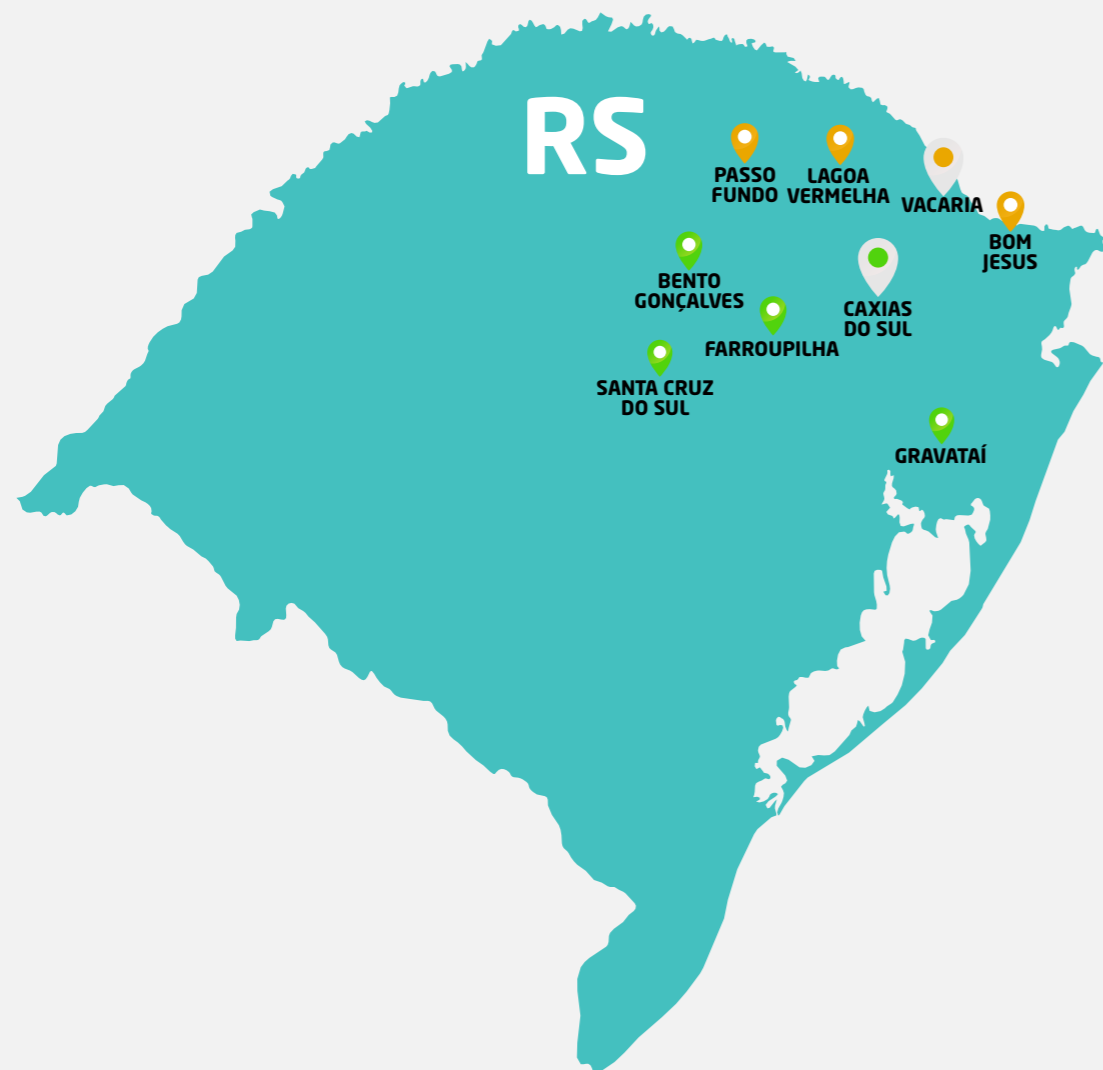 RS
PASSO
FUNDO
LAGOA
VERMELHA
VACARIA
BOM
JESUS
BENTO
GONÇALVES
CAXIAS
DO SUL
FARROUPILHA
SANTA CRUZ
DO SUL
GRAVATAÍ